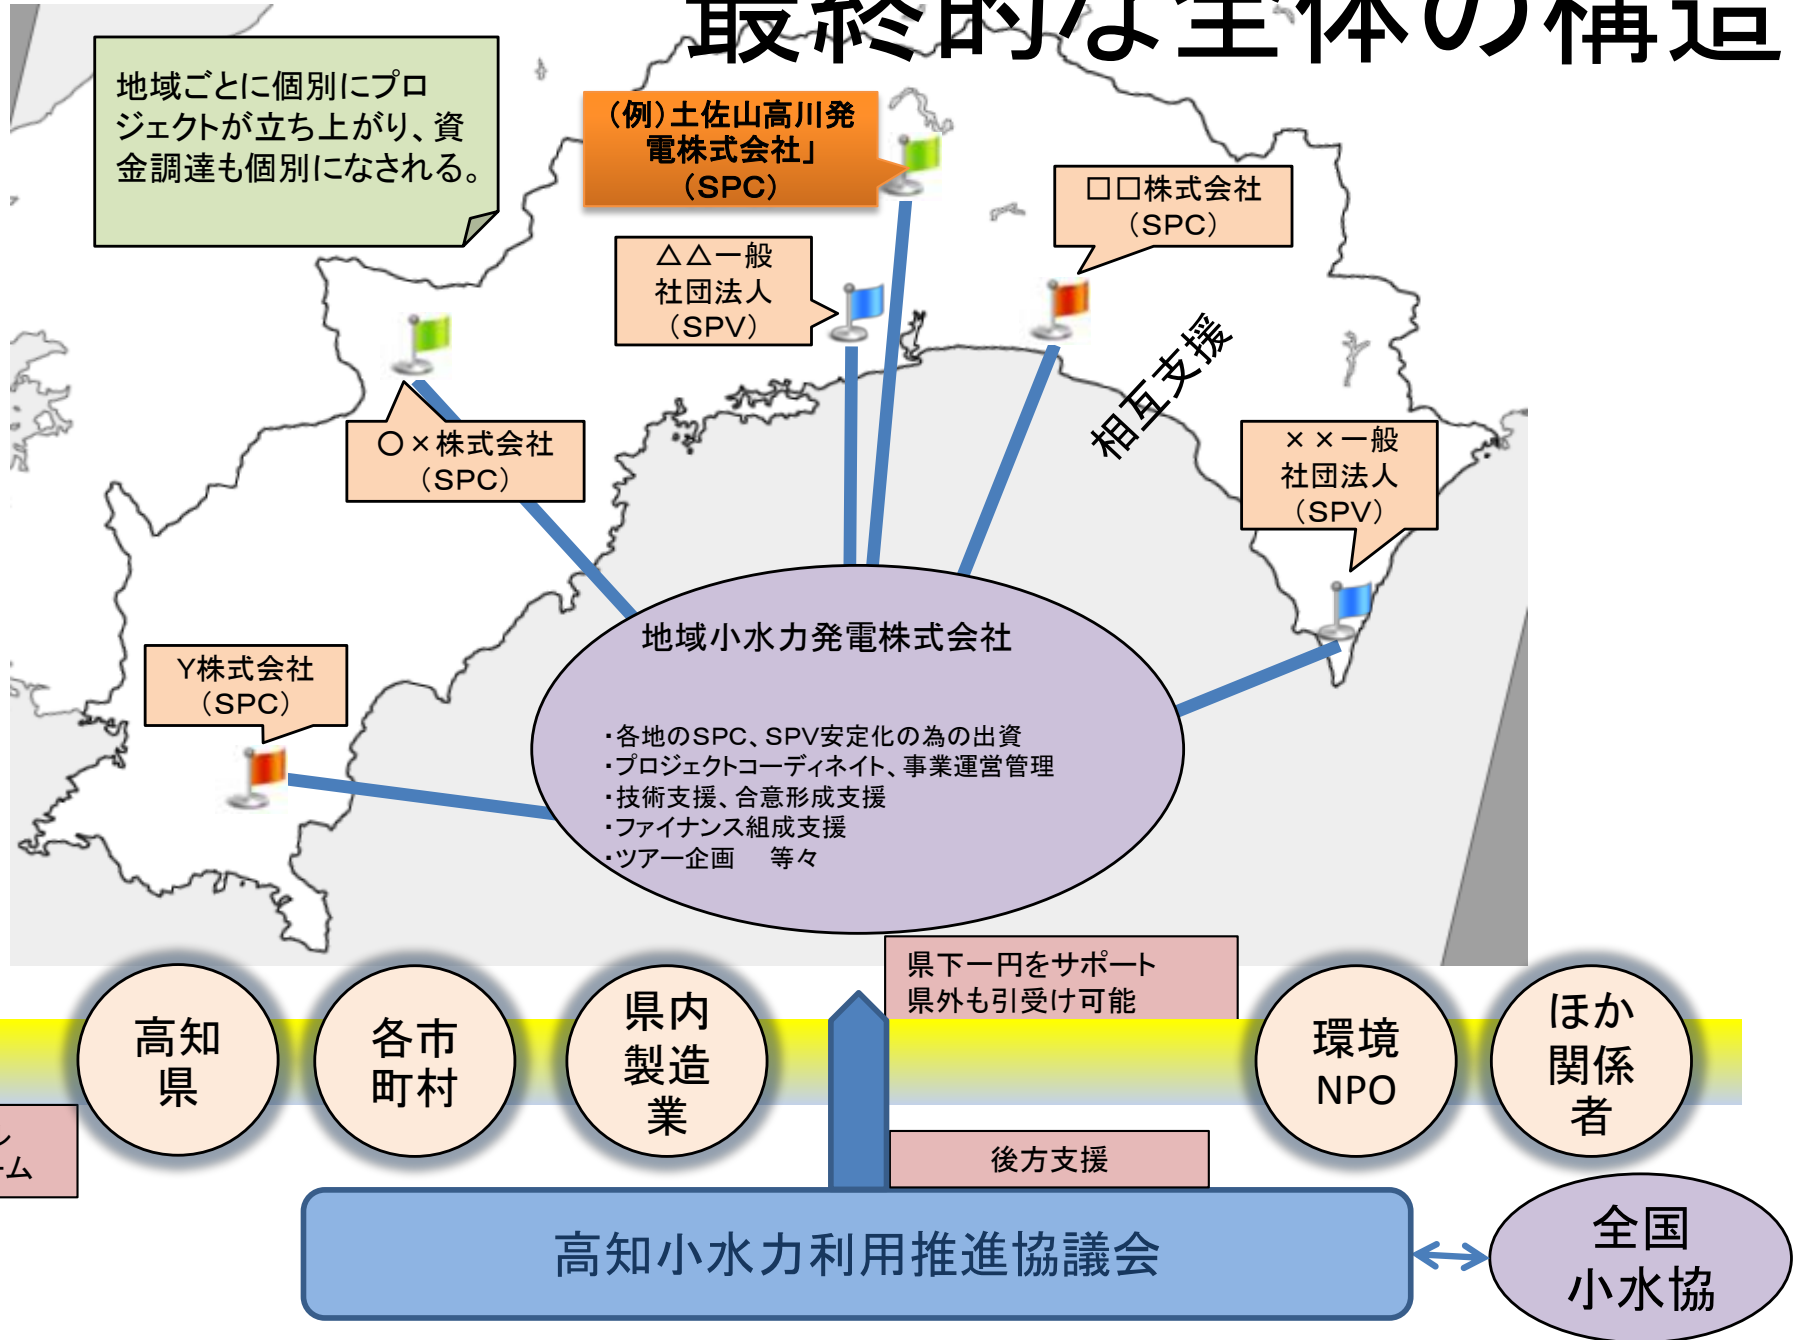 最終的な全体の構造
地域ごとに個別にプロ
ジェクトが立ち上がり、資
金調達も個別になされる。
（例）土佐山高川発
電株式会社」
（SPC）
□□株式会社
（SPC）
△△一般
社団法人
（SPV）
相互支援
○×株式会社
（SPC）
××一般
社団法人
（SPV）
Y株式会社
（SPC）
地域小水力発電株式会社
・各地のSPC、SPV安定化の為の出資
・プロジェクトコーディネイト、事業運営管理
・技術支援、合意形成支援
・ファイナンス組成支援
・ツアー企画　等々
県下一円をサポート
県外も引受け可能
高知
県
各市
町村
県内
製造
業
環境
NPO
ほか
関係
者
ン
ーム
後方支援
高知小水力利用推進協議会
全国
小水協